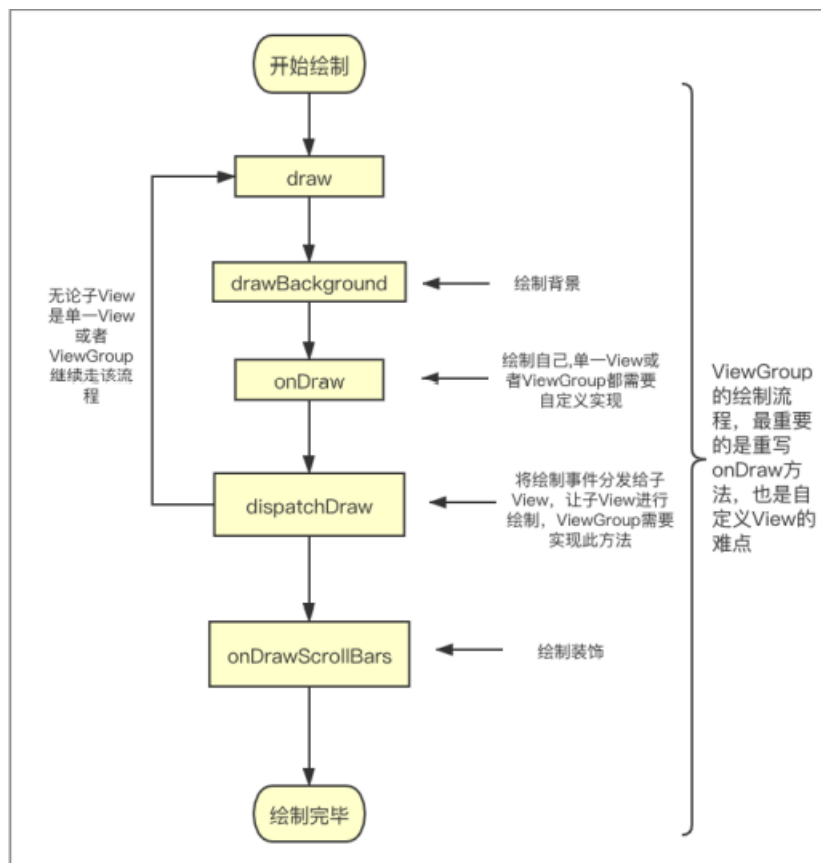 开始绘制
draw
drawBackground
绘制背景
无论子View
是单一View
或者
ViewGroup
继续走该流
程
onDraw
绘制自己,单一View或
者ViewGroup都需要
自定义实现
ViewGroup
的绘制流
程，最重要
的是重写
onDraw方
法，也是自
定义View的
难点
dispatchDraw
将绘制事件分发给子
View，让子View进行
绘制，ViewGroup需要
实现此方法
onDrawScrollBars
绘制装饰
绘制完毕